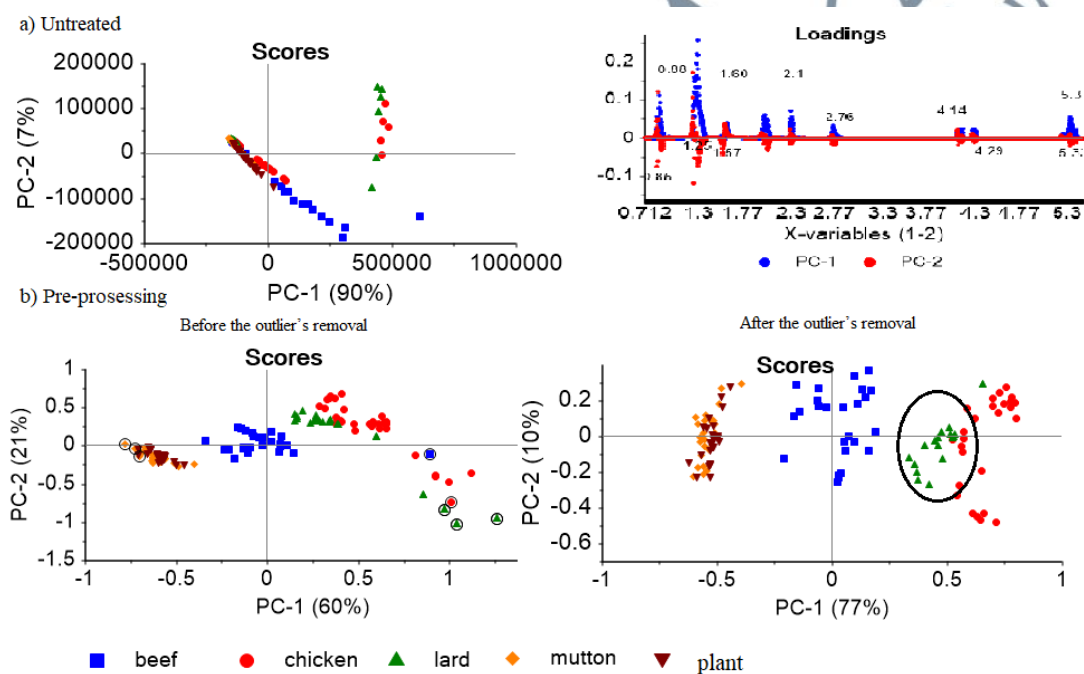 a) Untreated
Scores
PC-2 (7%)
200000
100000
0
-100000
-200000
-500000 0 500000 1000000
PC-1 (90%)
Loadings
0.2
0.1
0
-0.1
0.88 1.60 2.1 2.76 4.14 5.3
0.86 1.25 1.57 4.29
0.712 1.3 1.77 2.3 2.77 3.3 3.77 4.3 4.77 5.3
X-variables (1-2)
PC-1 PC-2
b) Pre-prosessing
Before the outlier's removal
Scores
PC-2 (21%)
1
0.5
0
-0.5
-1
-1.5
-1 -0.5 0 0.5 1
PC-1 (60%)
After the outlier's removal
Scores
PC-2 (10%)
0.4
0.2
0
-0.2
-0.4
-0.6
-1 -0.5 0 0.5 1
PC-1 (77%)
beef chicken lard mutton plant